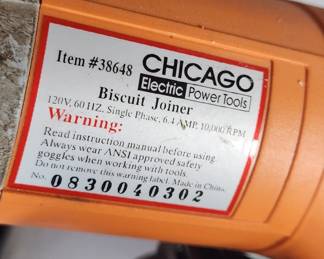 Item #38648 CHICAGO
Electric Power Tools
Biscuit Joiner
120V, 60 HZ, Single Phase, 6.4 AMP, 10,000 RPM
Warning:
Read instruction manual before using.
Always wear ANSI approved safety
goggles when working with tools.
Do not remove this warning label. Made in China.
No. 0830040302